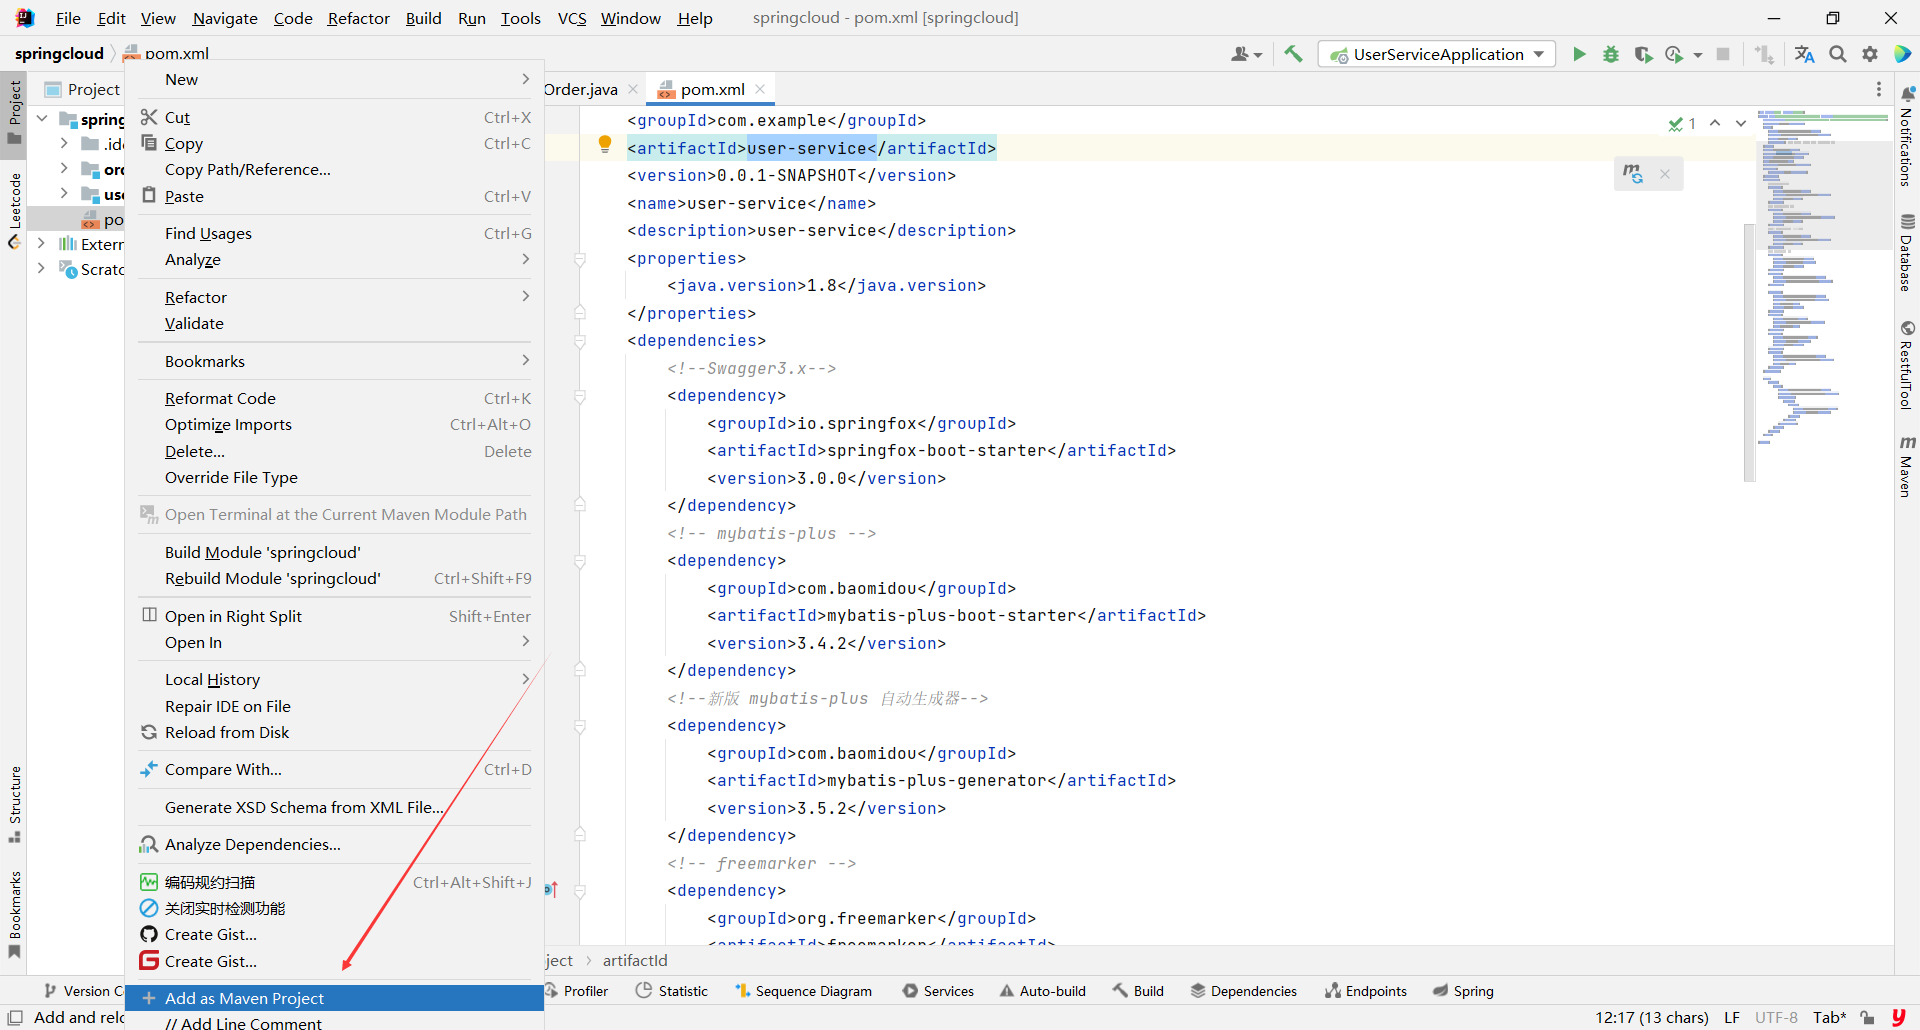 File Edit View Navigate Code Refactor Build Run Tools VCS Window Help springcloud - pom.xml [springcloud]
springcloud pom.xml UserServiceApplication
Project
Order.java pom.xml
New
Cut Ctrl+X
Copy Ctrl+C
Copy Path/Reference...
Paste Ctrl+V
Find Usages Ctrl+G
Analyze
Refactor
Validate
Bookmarks
Reformat Code Ctrl+K
Optimize Imports Ctrl+Alt+O
Delete... Delete
Override File Type
Open Terminal at the Current Maven Module Path
Build Module 'springcloud'
Rebuild Module 'springcloud' Ctrl+Shift+F9
Open in Right Split Shift+Enter
Open In
Local History
Repair IDE on File
Reload from Disk
Compare With... Ctrl+D
Generate XSD Schema from XML File...
Analyze Dependencies...
编码规约扫描 Ctrl+Alt+Shift+J
关闭实时检测功能
Create Gist...
Create Gist...
Add as Maven Project
// Add Line Comment
Project
Leetcode
Structure
Bookmarks
spring
.ide
ord
use
po
Extern
Scratc
<groupId>com.example</groupId>
<artifactId>user-service</artifactId>
<version>0.0.1-SNAPSHOT</version>
<name>user-service</name>
<description>user-service</description>
<properties>
<java.version>1.8</java.version>
</properties>
<dependencies>
<!--Swagger3.x-->
<dependency>
<groupId>io.springfox</groupId>
<artifactId>springfox-boot-starter</artifactId>
<version>3.0.0</version>
</dependency>
<!-- mybatis-plus -->
<dependency>
<groupId>com.baomidou</groupId>
<artifactId>mybatis-plus-boot-starter</artifactId>
<version>3.4.2</version>
</dependency>
<!--新版 mybatis-plus 自动生成器-->
<dependency>
<groupId>com.baomidou</groupId>
<artifactId>mybatis-plus-generator</artifactId>
<version>3.5.2</version>
</dependency>
<!-- freemarker -->
<dependency>
<groupId>org.freemarker</groupId>
<artifactId>freemarker</artifactId>
1
Notifications
Database
RestfulTool
Maven
ject artifactId
Version Co Profiler Statistic Sequence Diagram Services Auto-build Build Dependencies Endpoints Spring
Add and relo 12:17 (13 chars) LF UTF-8 Tab*